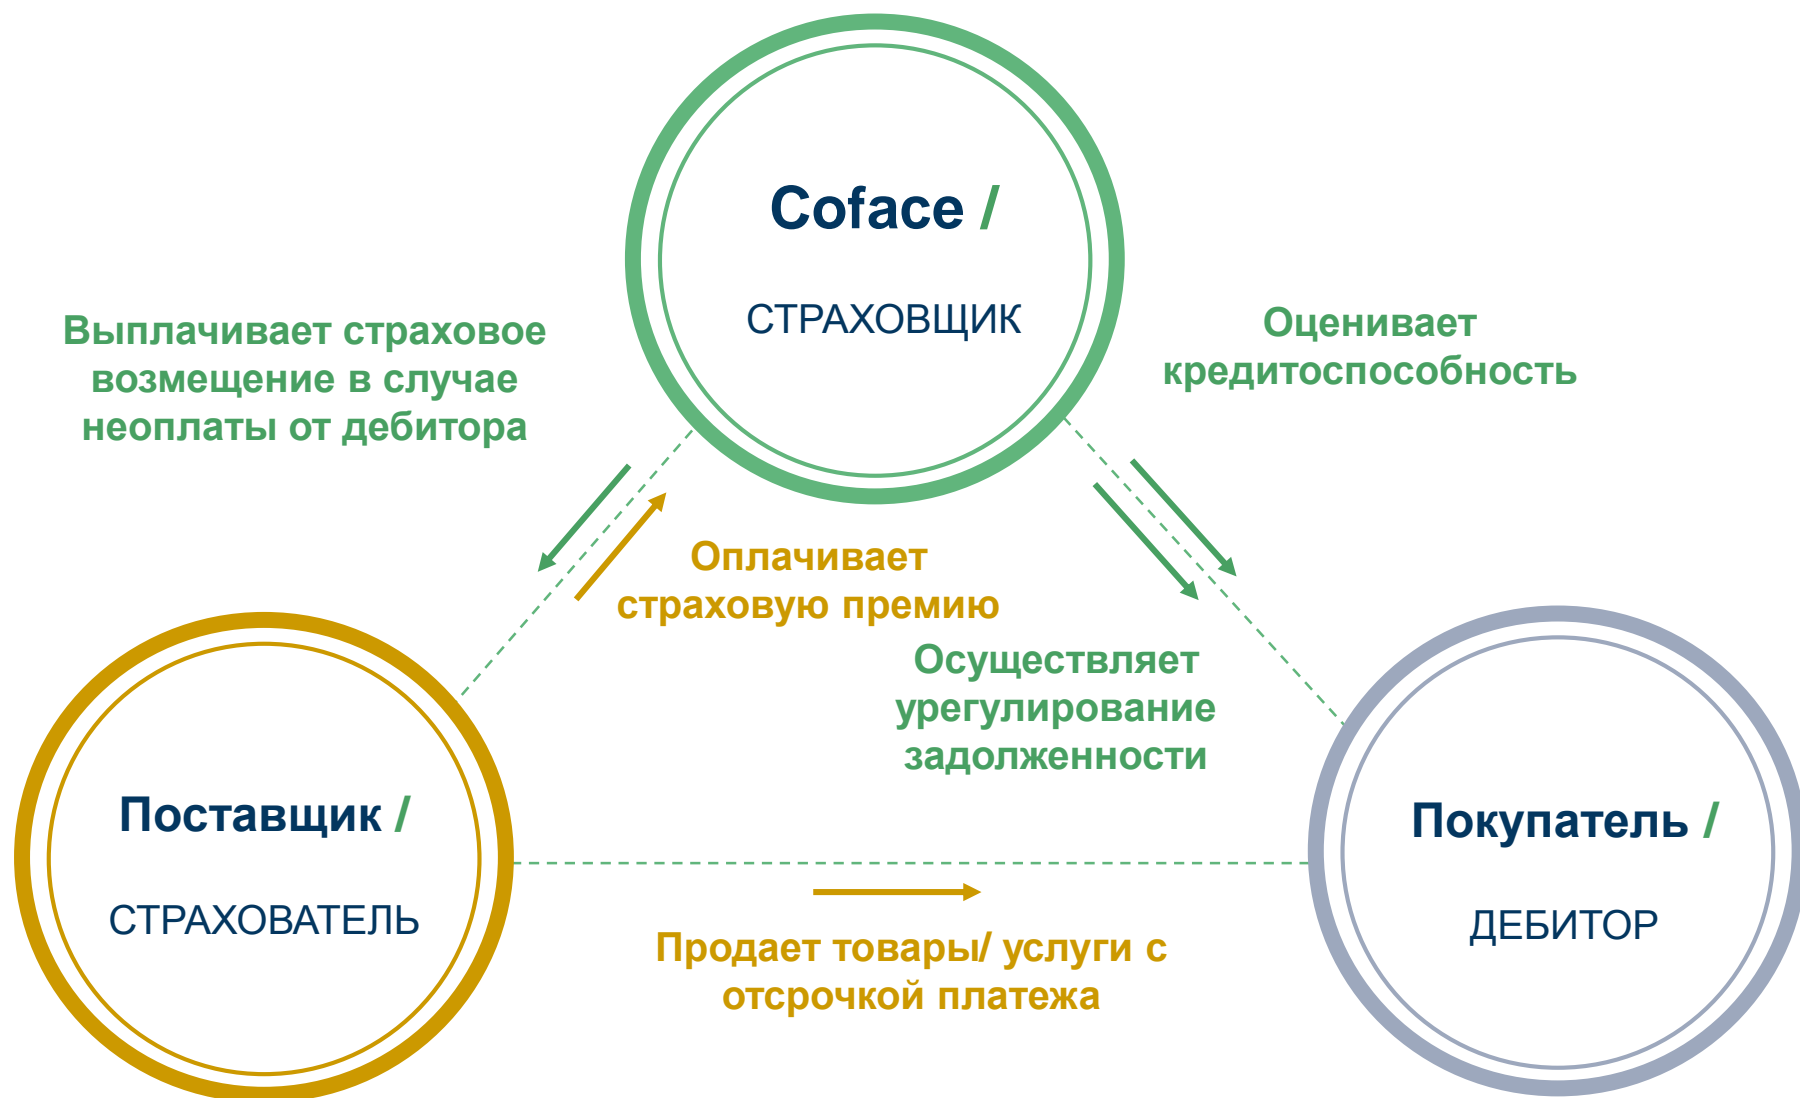 Coface /
СТРАХОВЩИК
Выплачивает страховое
возмещение в случае
неоплаты от дебитора
Оценивает
кредитоспособность
Оплачивает
страховую премию
Осуществляет
урегулирование
задолженности
Поставщик /
СТРАХОВАТЕЛЬ
Покупатель /
ДЕБИТОР
Продает товары/ услуги с
отсрочкой платежа